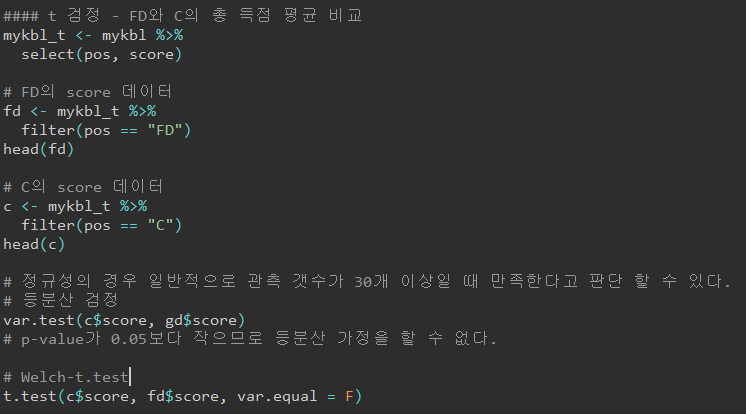 #### t 검정 - FD와 C의 총 득점 평균 비교
mykbl_t <- mykbl %>%
  select(pos, score)

# FD의 score 데이터
fd <- mykbl_t %>%
  filter(pos == "FD")
head(fd)

# C의 score 데이터
c <- mykbl_t %>%
  filter(pos == "C")
head(c)

# 정규성의 경우 일반적으로 관측 갯수가 30개 이상일 때 만족한다고 판단 할 수 있다.
# 등분산 검정
var.test(c$score, gd$score)
# p-value가 0.05보다 작으므로 등분산 가정을 할 수 없다.

# Welch-t.test
t.test(c$score, fd$score, var.equal = F)